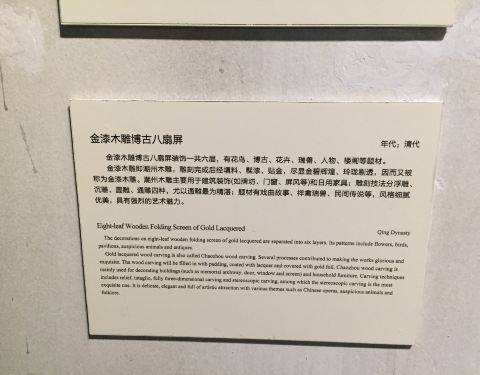 金漆木雕博古八扇屏
年代：清代
金漆木雕博古八扇屏装饰一共六层，有花鸟、博古、花卉、瑞兽、人物、楼阁等题材。
金漆木雕即潮州木雕，雕刻完成后经填料、髹漆、贴金，尽显金碧辉煌、玲珑剔透，因而又被
称为金漆木雕。潮州木雕主要用于建筑装饰(如牌坊、门窗、屏风等)和日用家具；雕刻技法分浮雕、
沉雕、圆雕、通雕四种，尤以通雕最为精湛；题材有戏曲故事、祥禽瑞兽、民间传说等，风格细腻
优美，具有强烈的艺术魅力。
Eight-leaf Wooden Folding Screen of Gold Lacquered
Qing Dynasty
The decorations on eight-leaf wooden folding screen of gold lacquered are separated into six layers. Its patterns include flowers, birds,
pavilions, auspicious animals and antiques.
Gold lacquered wood carving is also called Chaozhou wood carving. Several processes contributed to making the works glorious and
exquisite. The wood carving will be filled in with padding, coated with lacquer and covered with gold foil. Chaozhou wood carving is
mainly used for decorating buildings (such as memorial archway, door, window and screen) and household furniture. Carving techniques
includes relief, intaglio, fully three-dimensional carving and stereoscopic carving, among which the stereoscopic carving is the most
exquisite one. It is delicate, elegant and full of artistic attraction with various themes such as Chinese operas, auspicious animals and
folklore.